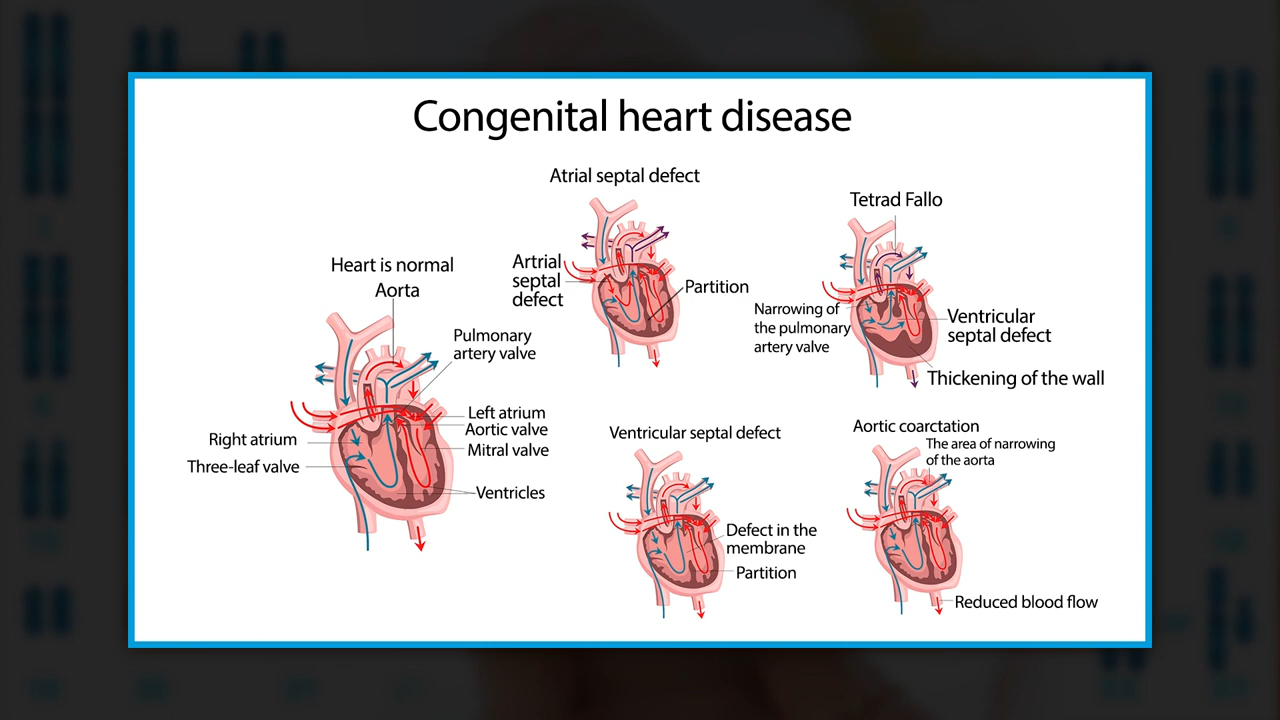 Congenital heart disease
Heart is normal
Aorta
Pulmonary
artery valve
Left atrium
Aortic valve
Mitral valve
Ventricles
Right atrium
Three-leaf valve
Atrial septal defect
Artrial
septal
defect
Partition
Tetrad Fallo
Narrowing of
the pulmonary
artery valve
Ventricular
septal defect
Thickening of the wall
Ventricular septal defect
Defect in the
membrane
Partition
Aortic coarctation
The area of narrowing
of the aorta
Reduced blood flow